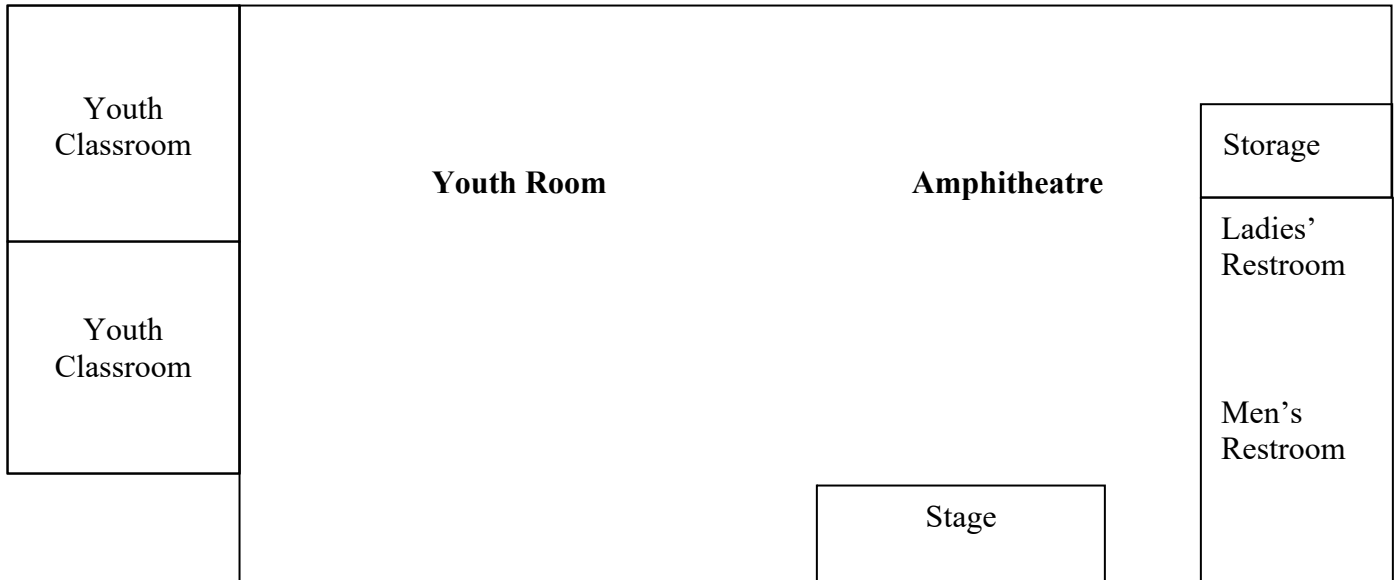 Youth
Classroom
Youth Room
Amphitheatre
Storage
Ladies’
Restroom
Youth
Classroom
Men’s
Restroom
Stage